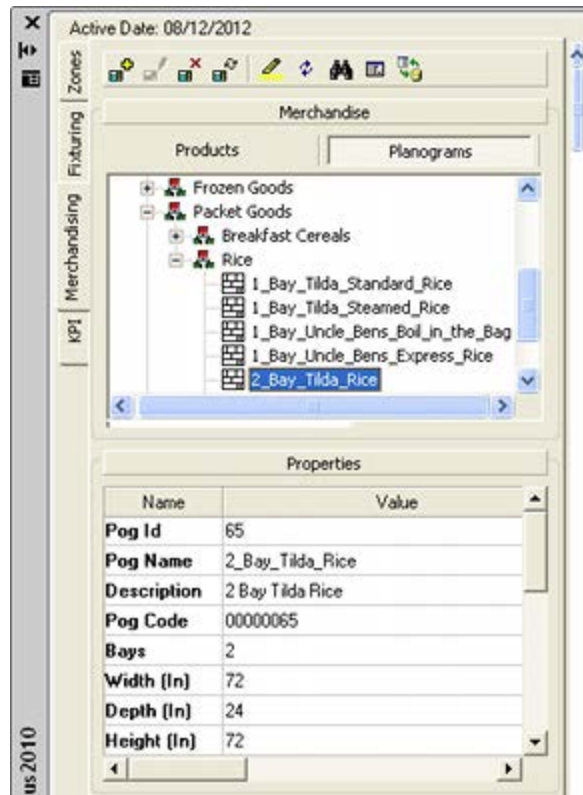 Active Date: 08/12/2012
Zones
Fixturing
Merchandising
KPI
Merchandise
Products Planograms
Frozen Goods
Packet Goods
Breakfast Cereals
Rice
1_Bay_Tilda_Standard_Rice
1_Bay_Tilda_Steamed_Rice
1_Bay_Uncle_Bens_Boil_in_the_Bag
1_Bay_Uncle_Bens_Express_Rice
2_Bay_Tilda_Rice
Properties
Name Value
Pog Id 65
Pog Name 2_Bay_Tilda_Rice
Description 2 Bay Tilda Rice
Pog Code 00000065
Bays 2
Width (In) 72
Depth (In) 24
Height (In) 72
us 2010